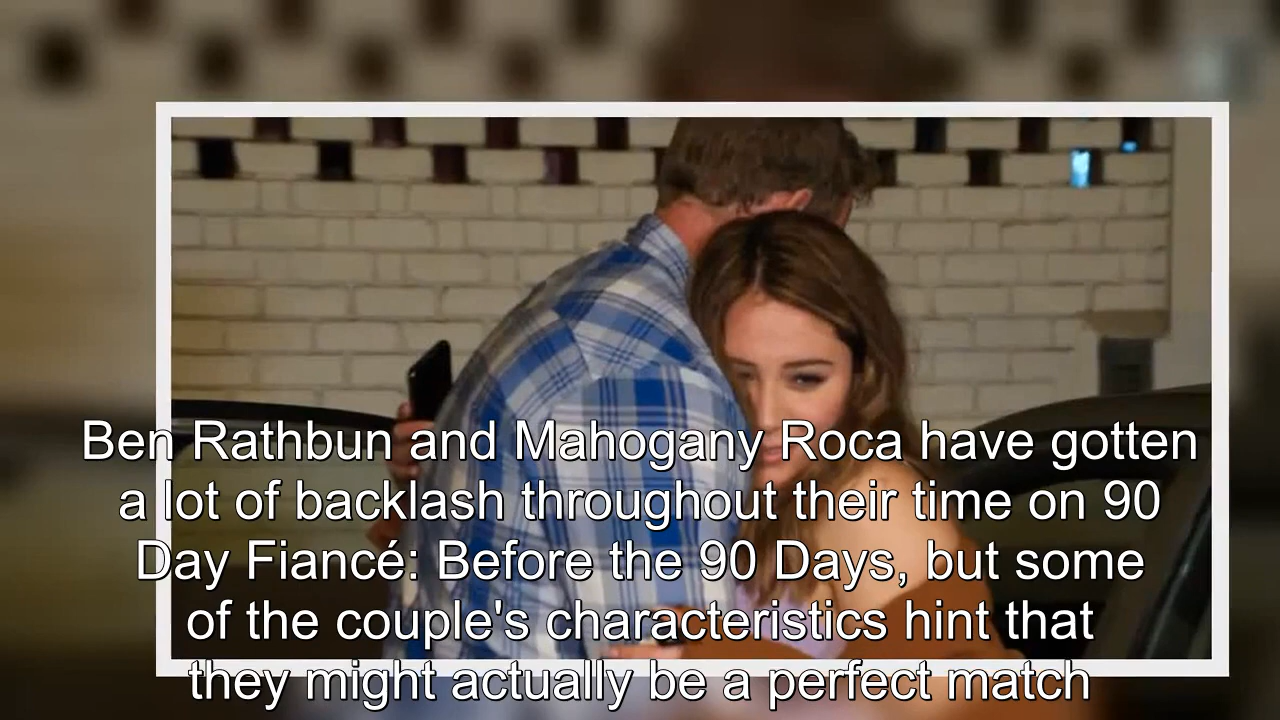 Ben Rathbun and Mahogany Roca have gotten
a lot of backlash throughout their time on 90
Day Fiancé: Before the 90 Days, but some
of the couple's characteristics hint that
they might actually be a perfect match